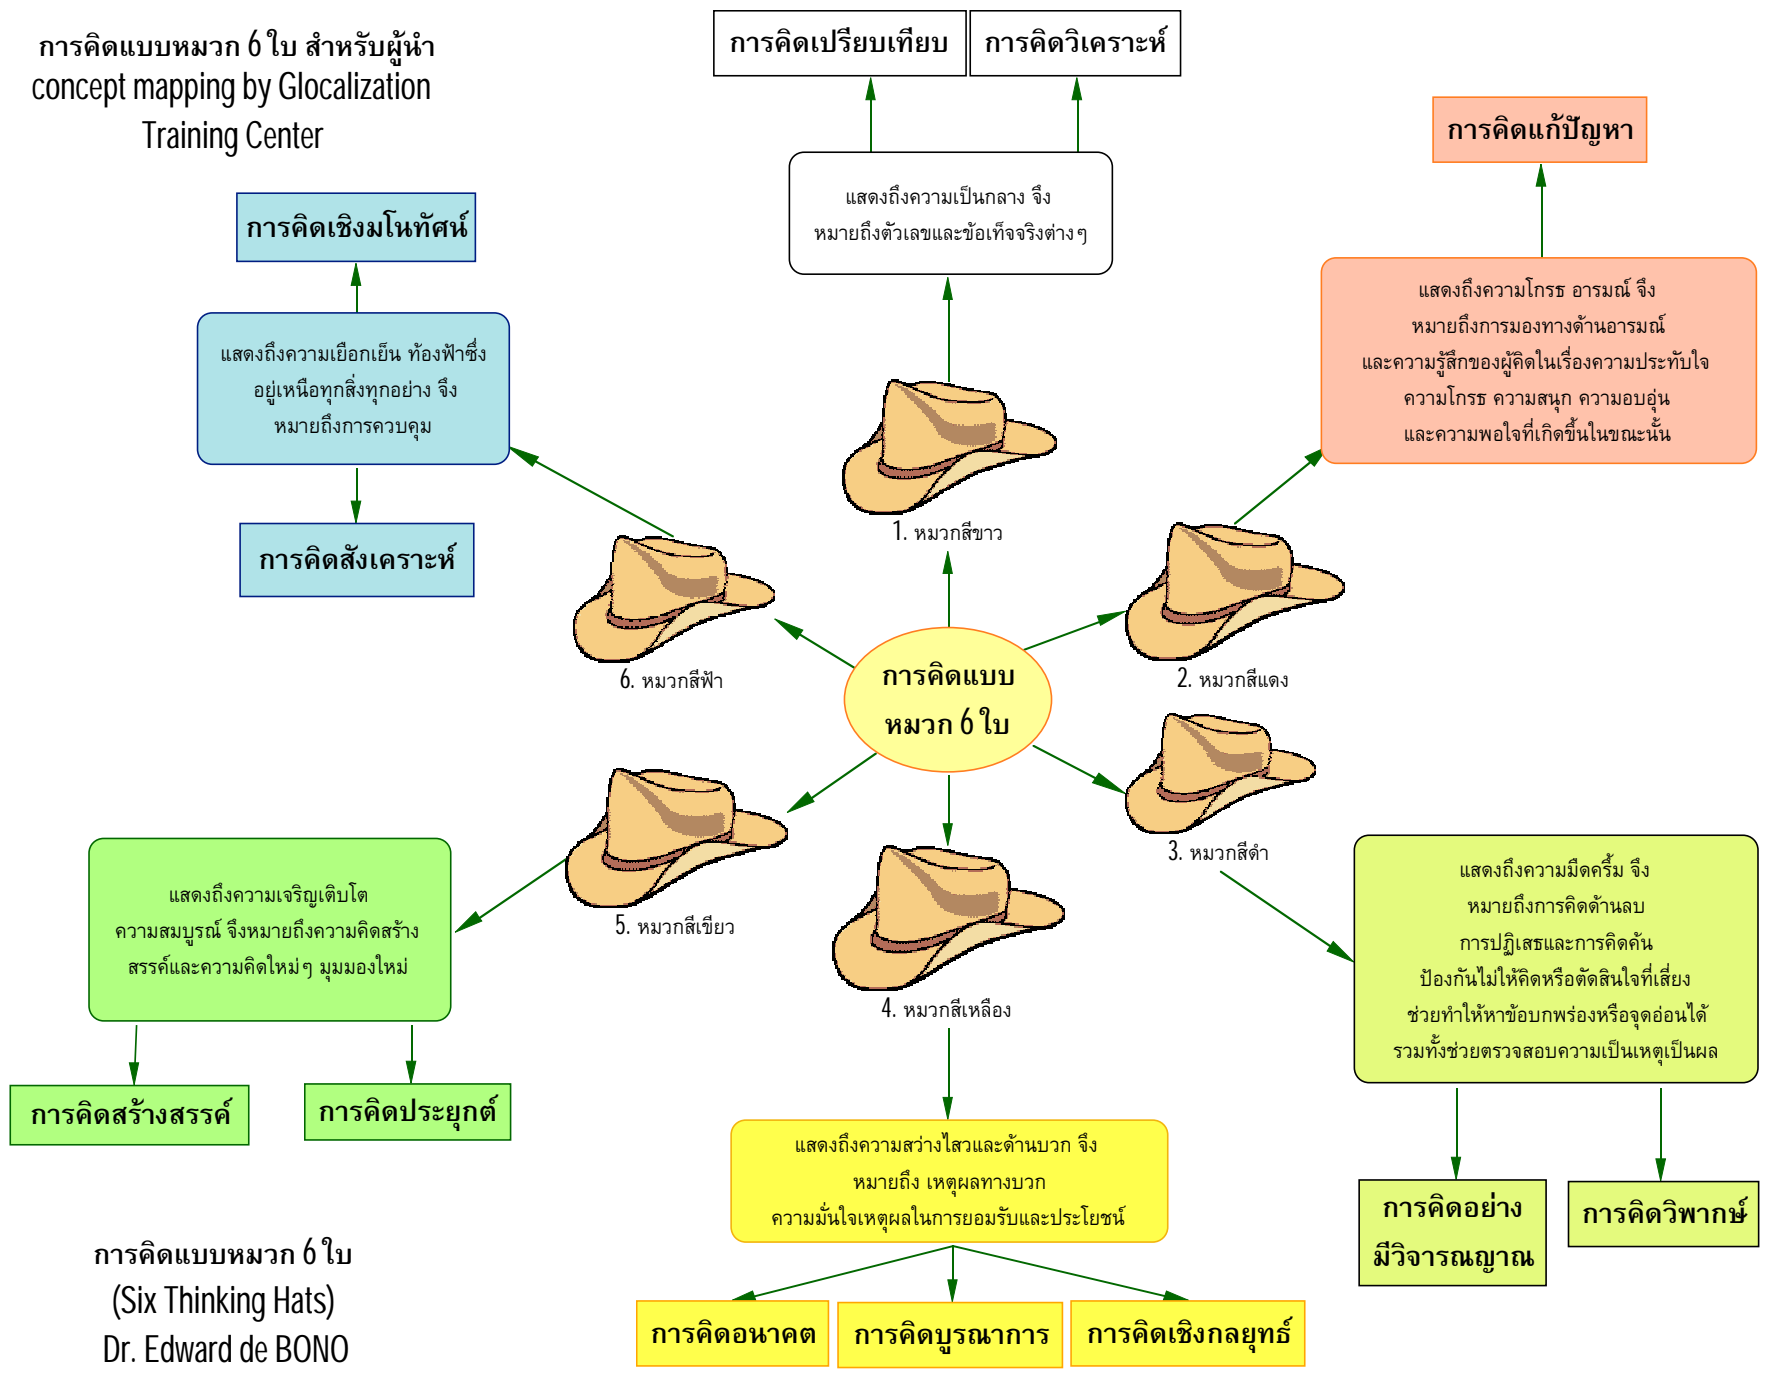 การคิดแบบหมวก 6 ใบ สำหรับผู้นำ
concept mapping by Glocalization
Training Center
การคิดเปรียบเทียบ
การคิดวิเคราะห์
แสดงถึงความเป็นกลาง จึง
หมายถึงตัวเลขและข้อเท็จจริงต่างๆ
1. หมวกสีขาว
การคิดแก้ปัญหา
แสดงถึงความโกรธ อารมณ์ จึง
หมายถึงการมองทางด้านอารมณ์
และความรู้สึกของผู้คิดในเรื่องความประทับใจ
ความโกรธ ความสนุก ความอบอุ่น
และความพอใจที่เกิดขึ้นในขณะนั้น
2. หมวกสีแดง
การคิดเชิงมโนทัศน์
แสดงถึงความเยือกเย็น ท้องฟ้าซึ่ง
อยู่เหนือทุกสิ่งทุกอย่าง จึง
หมายถึงการควบคุม
การคิดสังเคราะห์
6. หมวกสีฟ้า
การคิดแบบ
หมวก 6 ใบ
3. หมวกสีดำ
แสดงถึงความมืดครึ้ม จึง
หมายถึงการคิดด้านลบ
การปฏิเสธและการคิดค้น
ป้องกันไม่ให้คิดหรือตัดสินใจที่เสี่ยง
ช่วยทำให้หาข้อบกพร่องหรือจุดอ่อนได้
รวมทั้งช่วยตรวจสอบความเป็นเหตุเป็นผล
การคิดอย่าง
มีวิจารณญาณ
การคิดวิพากษ์
5. หมวกสีเขียว
แสดงถึงความเจริญเติบโต
ความสมบูรณ์ จึงหมายถึงความคิดสร้าง
สรรค์และความคิดใหม่ๆ มุมมองใหม่
การคิดสร้างสรรค์
การคิดประยุกต์
4. หมวกสีเหลือง
แสดงถึงความสว่างไสวและด้านบวก จึง
หมายถึง เหตุผลทางบวก
ความมั่นใจเหตุผลในการยอมรับและประโยชน์
การคิดอนาคต
การคิดบูรณาการ
การคิดเชิงกลยุทธ์
การคิดแบบหมวก 6 ใบ
(Six Thinking Hats)
Dr. Edward de BONO